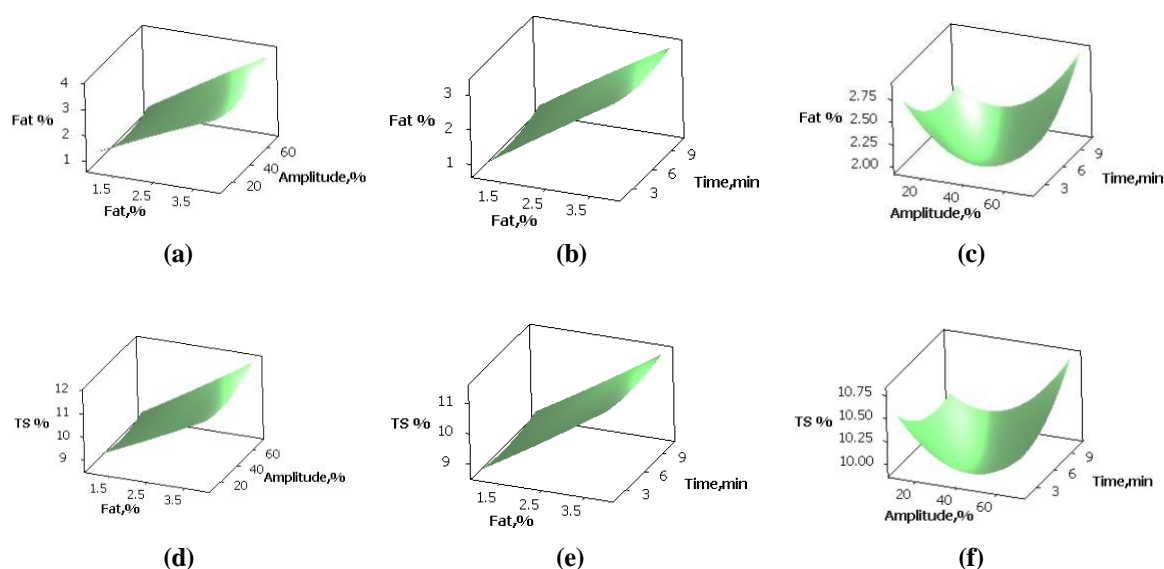 4
3
2
1
Fat %
1.5
2.5
3.5
Fat,%
20
40
60
Amplitude,%
(a)
3
2
1
Fat %
1.5
2.5
3.5
Fat,%
3
6
9
Time,min
(b)
2.75
2.50
2.25
2.00
Fat %
20
40
60
Amplitude,%
3
6
9
Time,min
(c)
12
11
10
9
TS %
1.5
2.5
3.5
Fat,%
20
40
60
Amplitude,%
(d)
11
10
9
TS %
1.5
2.5
3.5
Fat,%
3
6
9
Time,min
(e)
10.75
10.50
10.25
10.00
TS %
20
40
60
Amplitude,%
3
6
9
Time,min
(f)